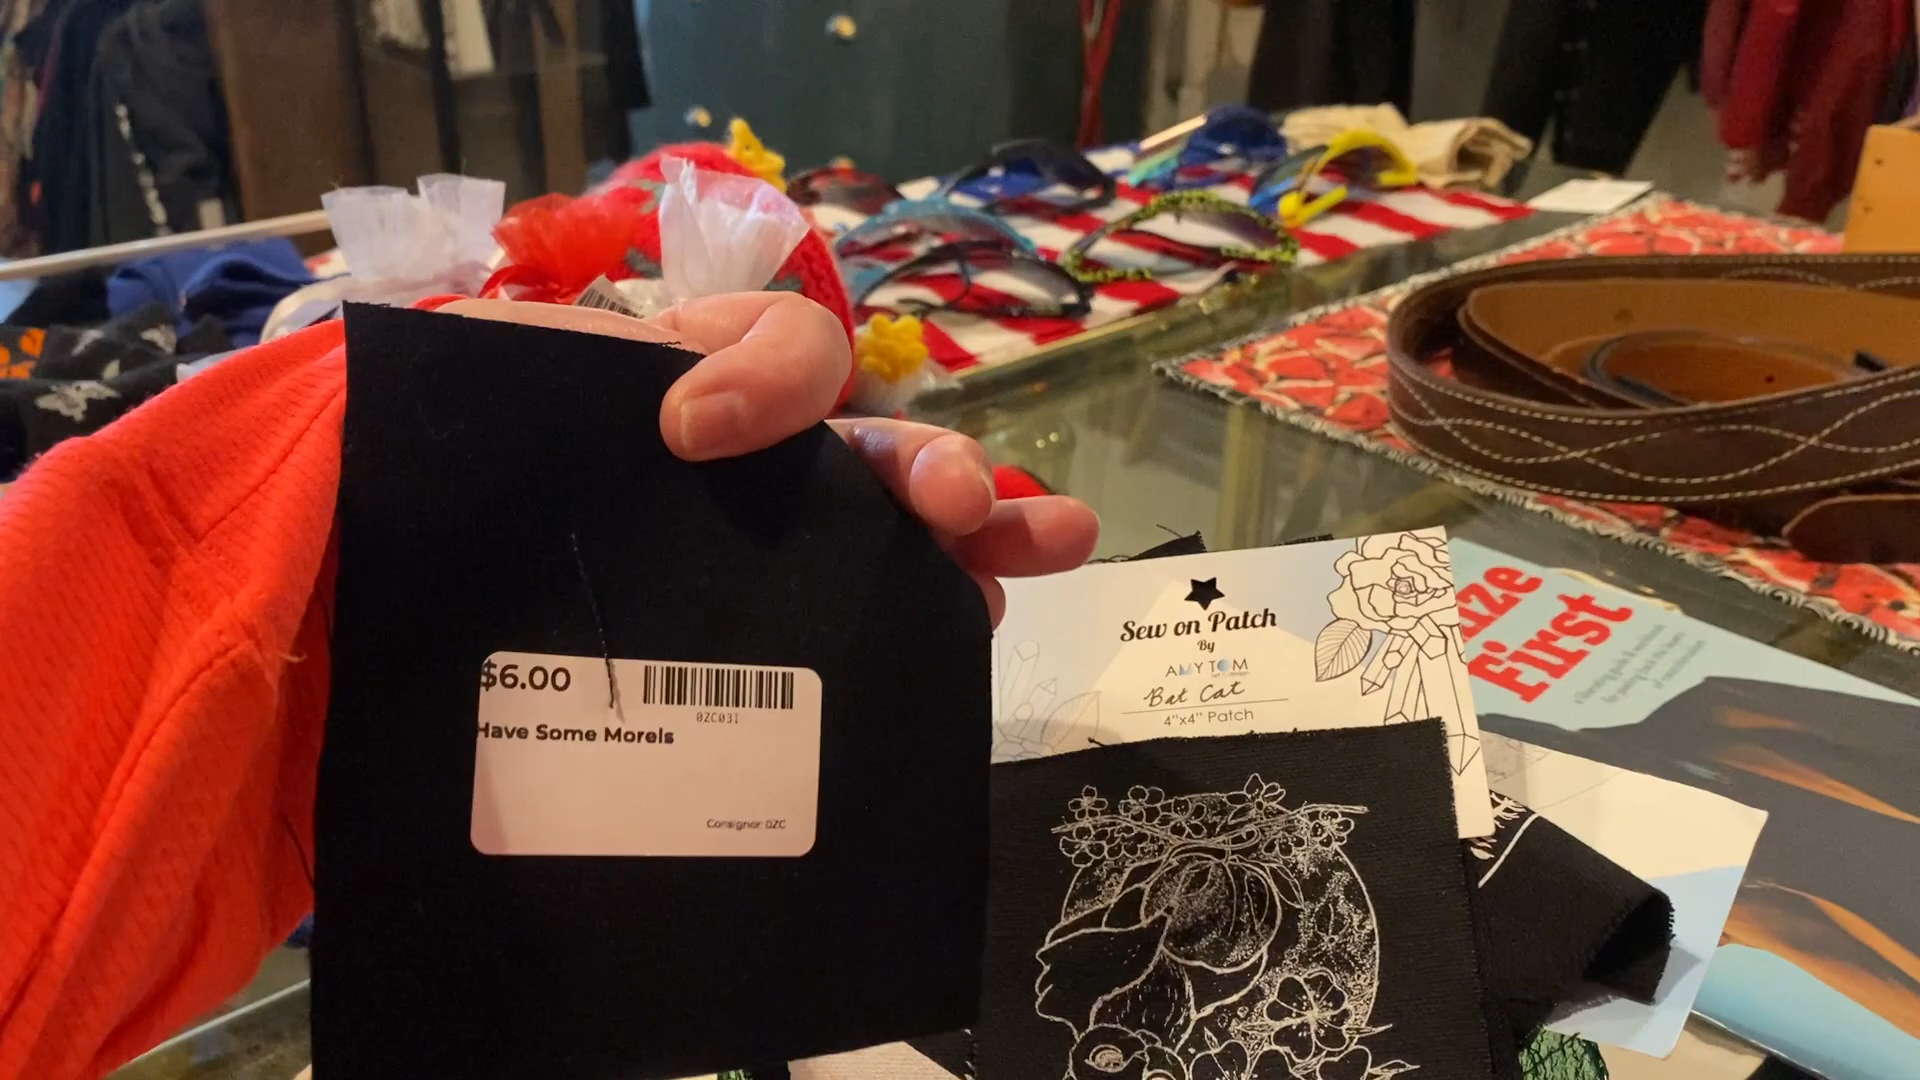 $6.00
0ZC03I
Have Some Morels
Consignor: 0ZC
Sew on Patch
By
AMY TOM
Bat Cat
4"x4" Patch
First